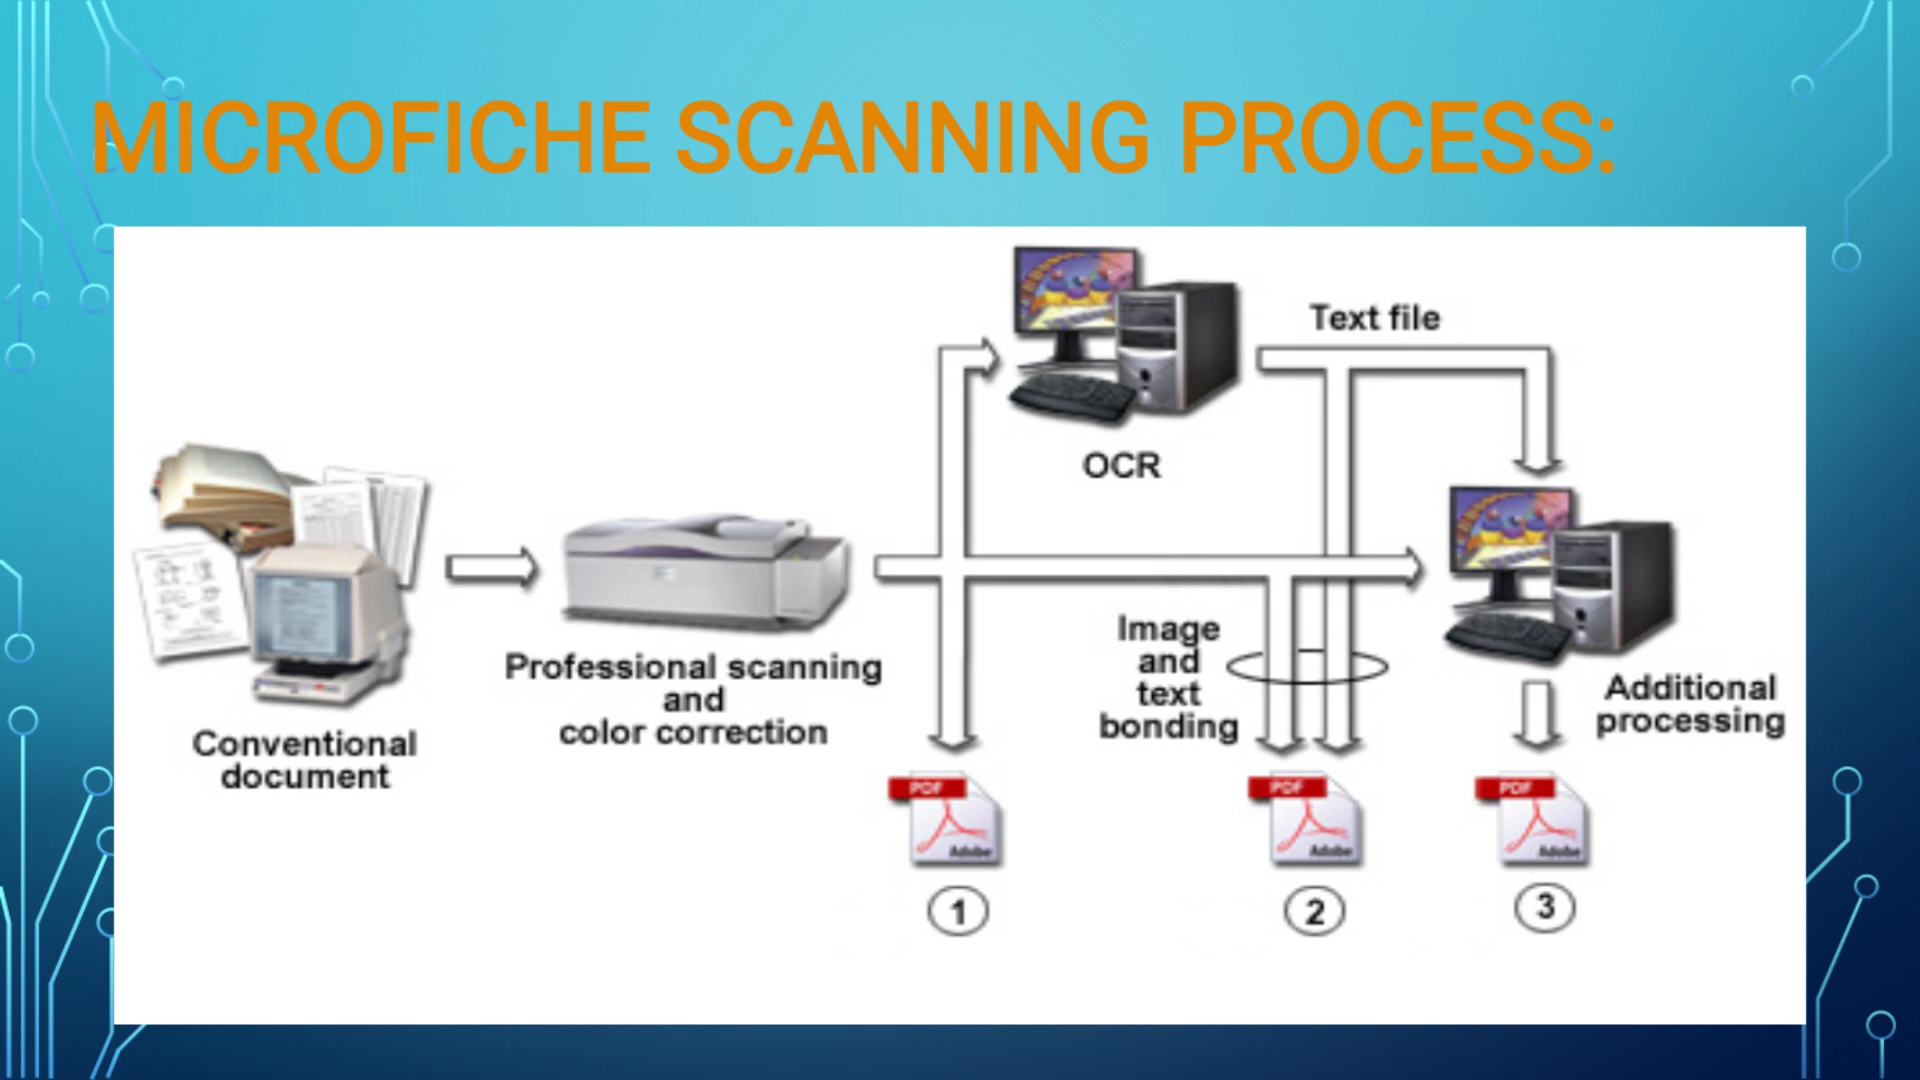 MICROFICHE SCANNING PROCESS:
Text file
OCR
Image
and
text
bonding
Professional scanning
and
color correction
Additional
processing
Conventional
document
PDF
Adobe
PDF
Adobe
PDF
Adobe
1
2
3